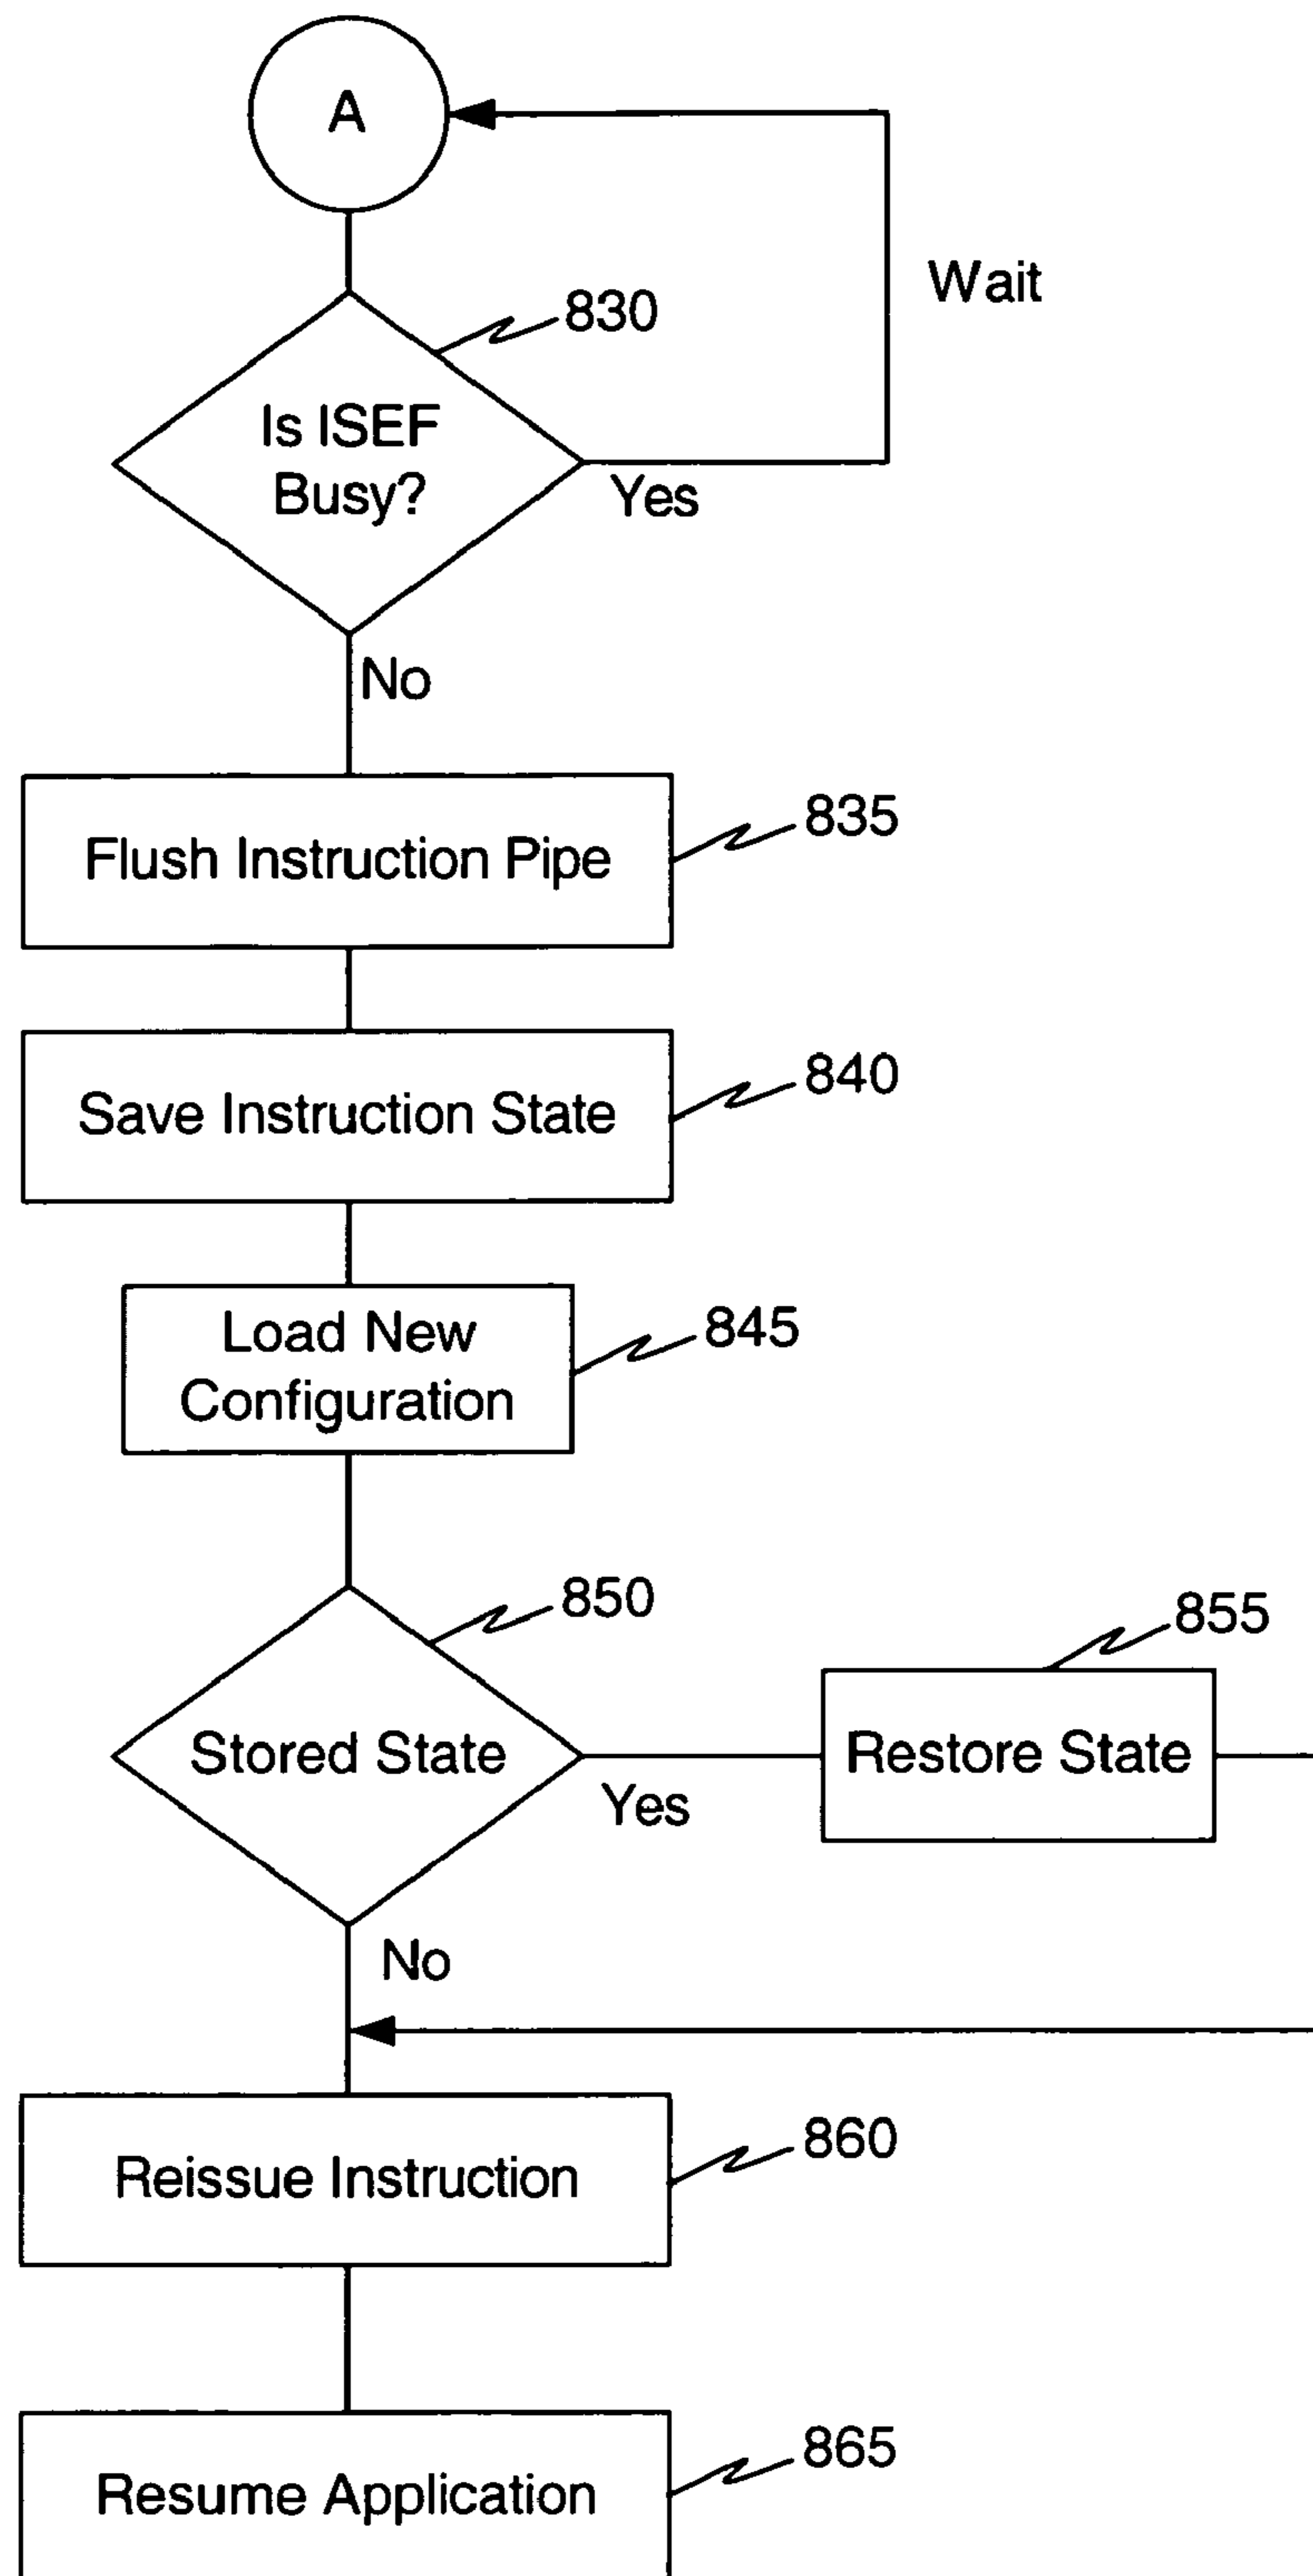 A
Wait
830
Is ISEF
Busy?
Yes
No
835
Flush Instruction Pipe
840
Save Instruction State
845
Load New
Configuration
850
855
Stored State
Restore State
Yes
No
860
Reissue Instruction
865
Resume Application